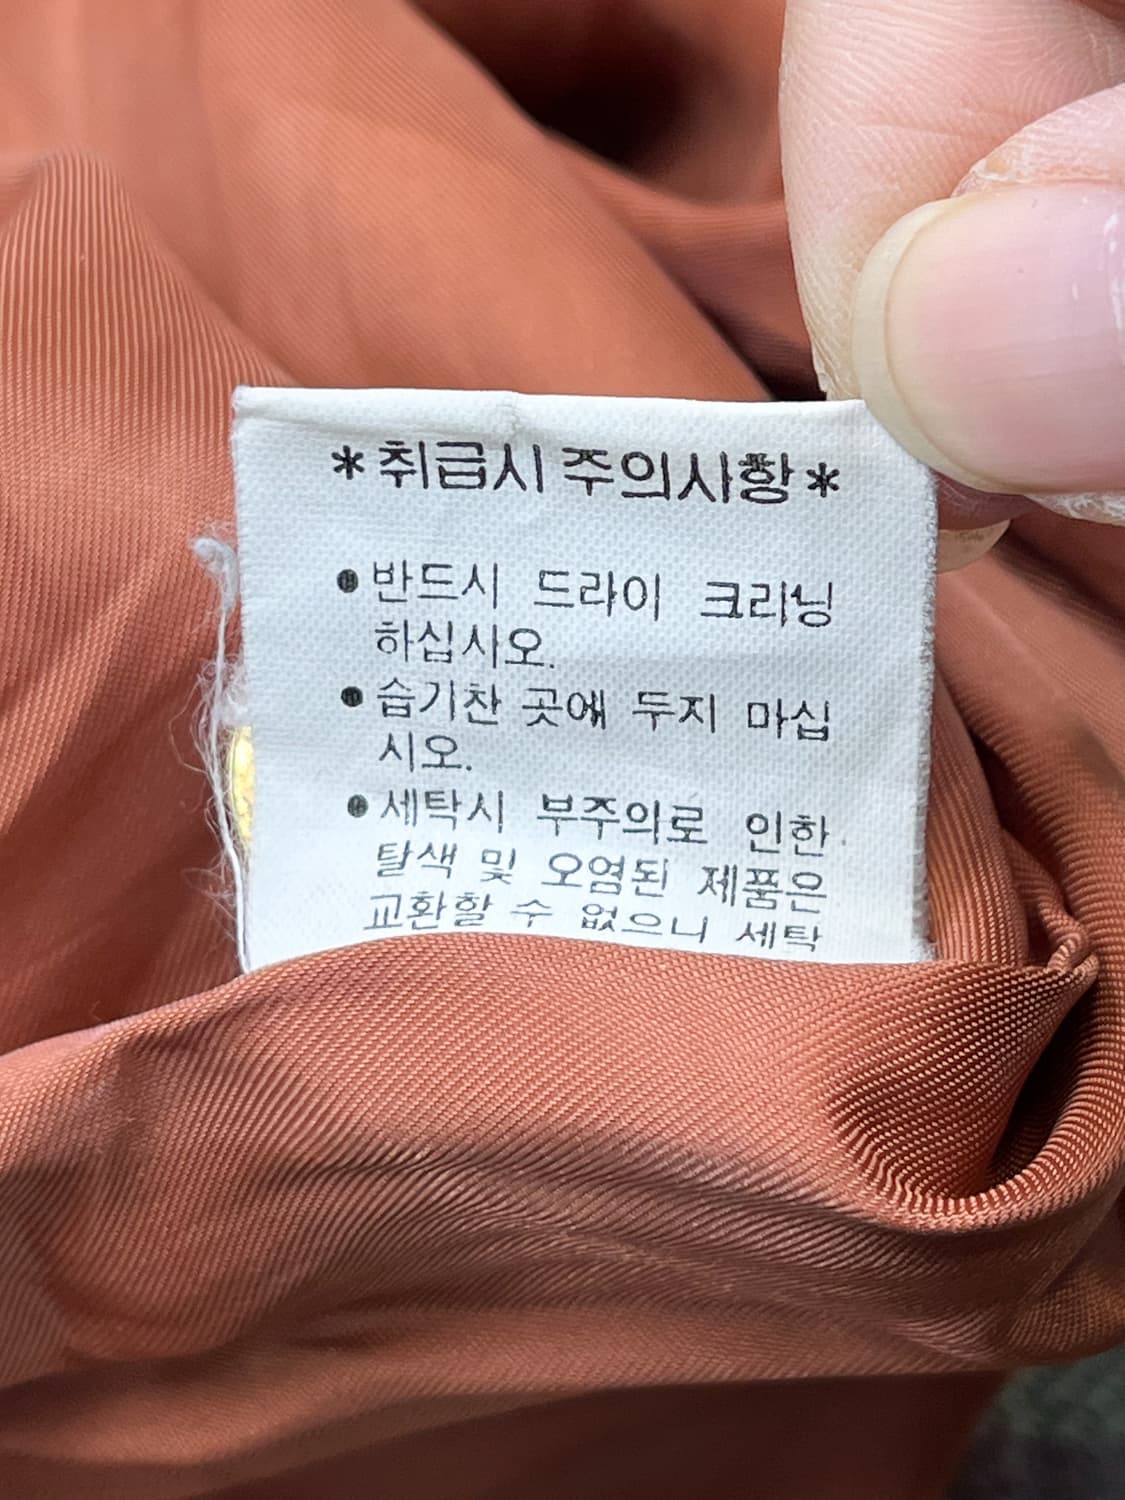 *취급시 주의사항*
●반드시 드라이 크리닝
하십시오.
●습기찬 곳에 두지 마십
시오.
●세탁시 부주의로 인한
탈색 및 오염된 제품은
교환할 수 없으니 세탁